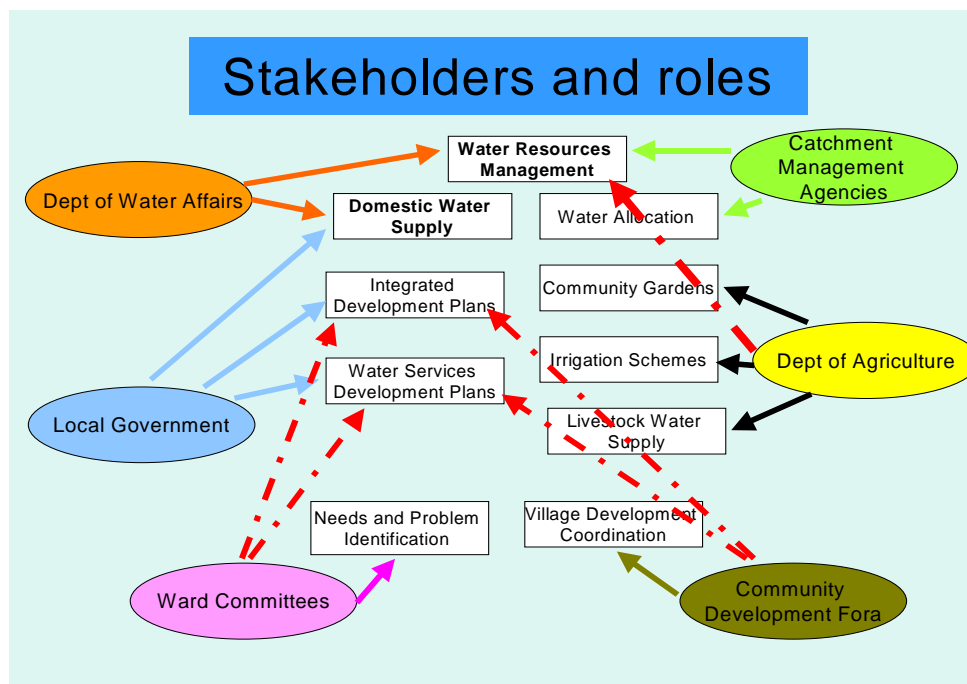 Stakeholders and roles
Water Resources
Management
Catchment
Management
Agencies
Dept of Water Affairs
Domestic Water
Supply
Water Allocation
Integrated
Development Plans
Community Gardens
Water Services
Development Plans
Irrigation Schemes
Dept of Agriculture
Local Government
Livestock Water
Supply
Needs and Problem
Identification
Village Development
Coordination
Ward Committees
Community
Development Fora